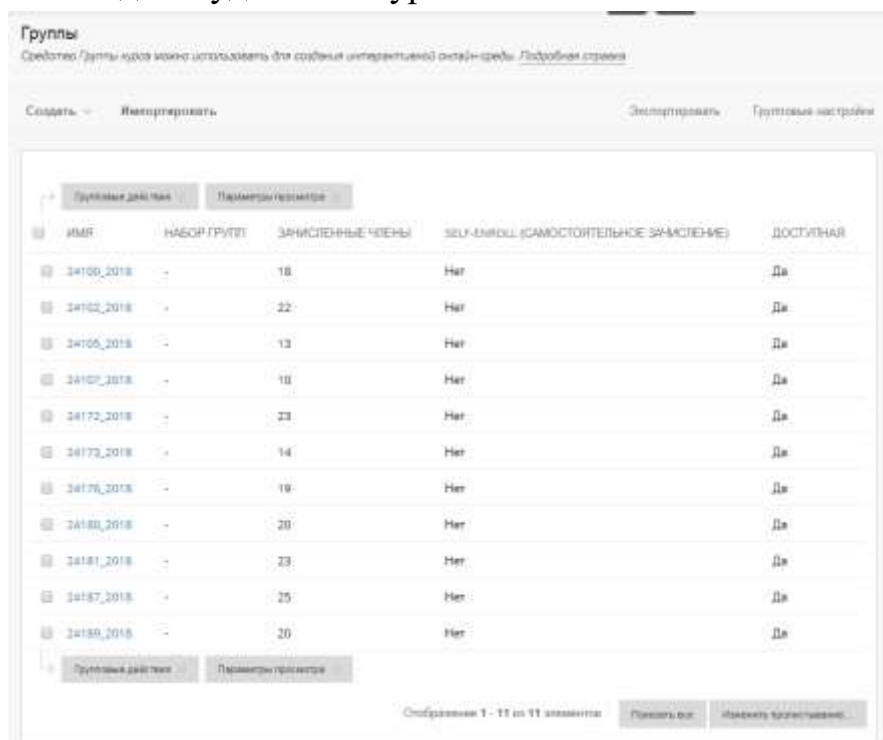 Группы
Средство Группы курса можно использовать для создания интерактивной онлайн-среды. Подробная справка
Создать Импортировать Экспортировать Групповые настройки
Групповые действия Параметры просмотра
ИМЯ НАБОР ГРУПП ЗАЧИСЛЕННЫЕ ЧЛЕНЫ SELF-ENROLL (САМОСТОЯТЕЛЬНОЕ ЗАЧИСЛЕНИЕ) ДОСТУПНАЯ
24100_2018 - 18 Нет Да
24102_2018 - 22 Нет Да
24105_2018 - 13 Нет Да
24107_2018 - 10 Нет Да
24172_2018 - 23 Нет Да
24173_2018 - 14 Нет Да
24176_2018 - 19 Нет Да
24180_2018 - 20 Нет Да
24181_2018 - 23 Нет Да
24187_2018 - 25 Нет Да
24189_2018 - 20 Нет Да
Групповые действия Параметры просмотра
Отображение 1 - 11 из 11 элементов Показать все Изменить пролистывание...